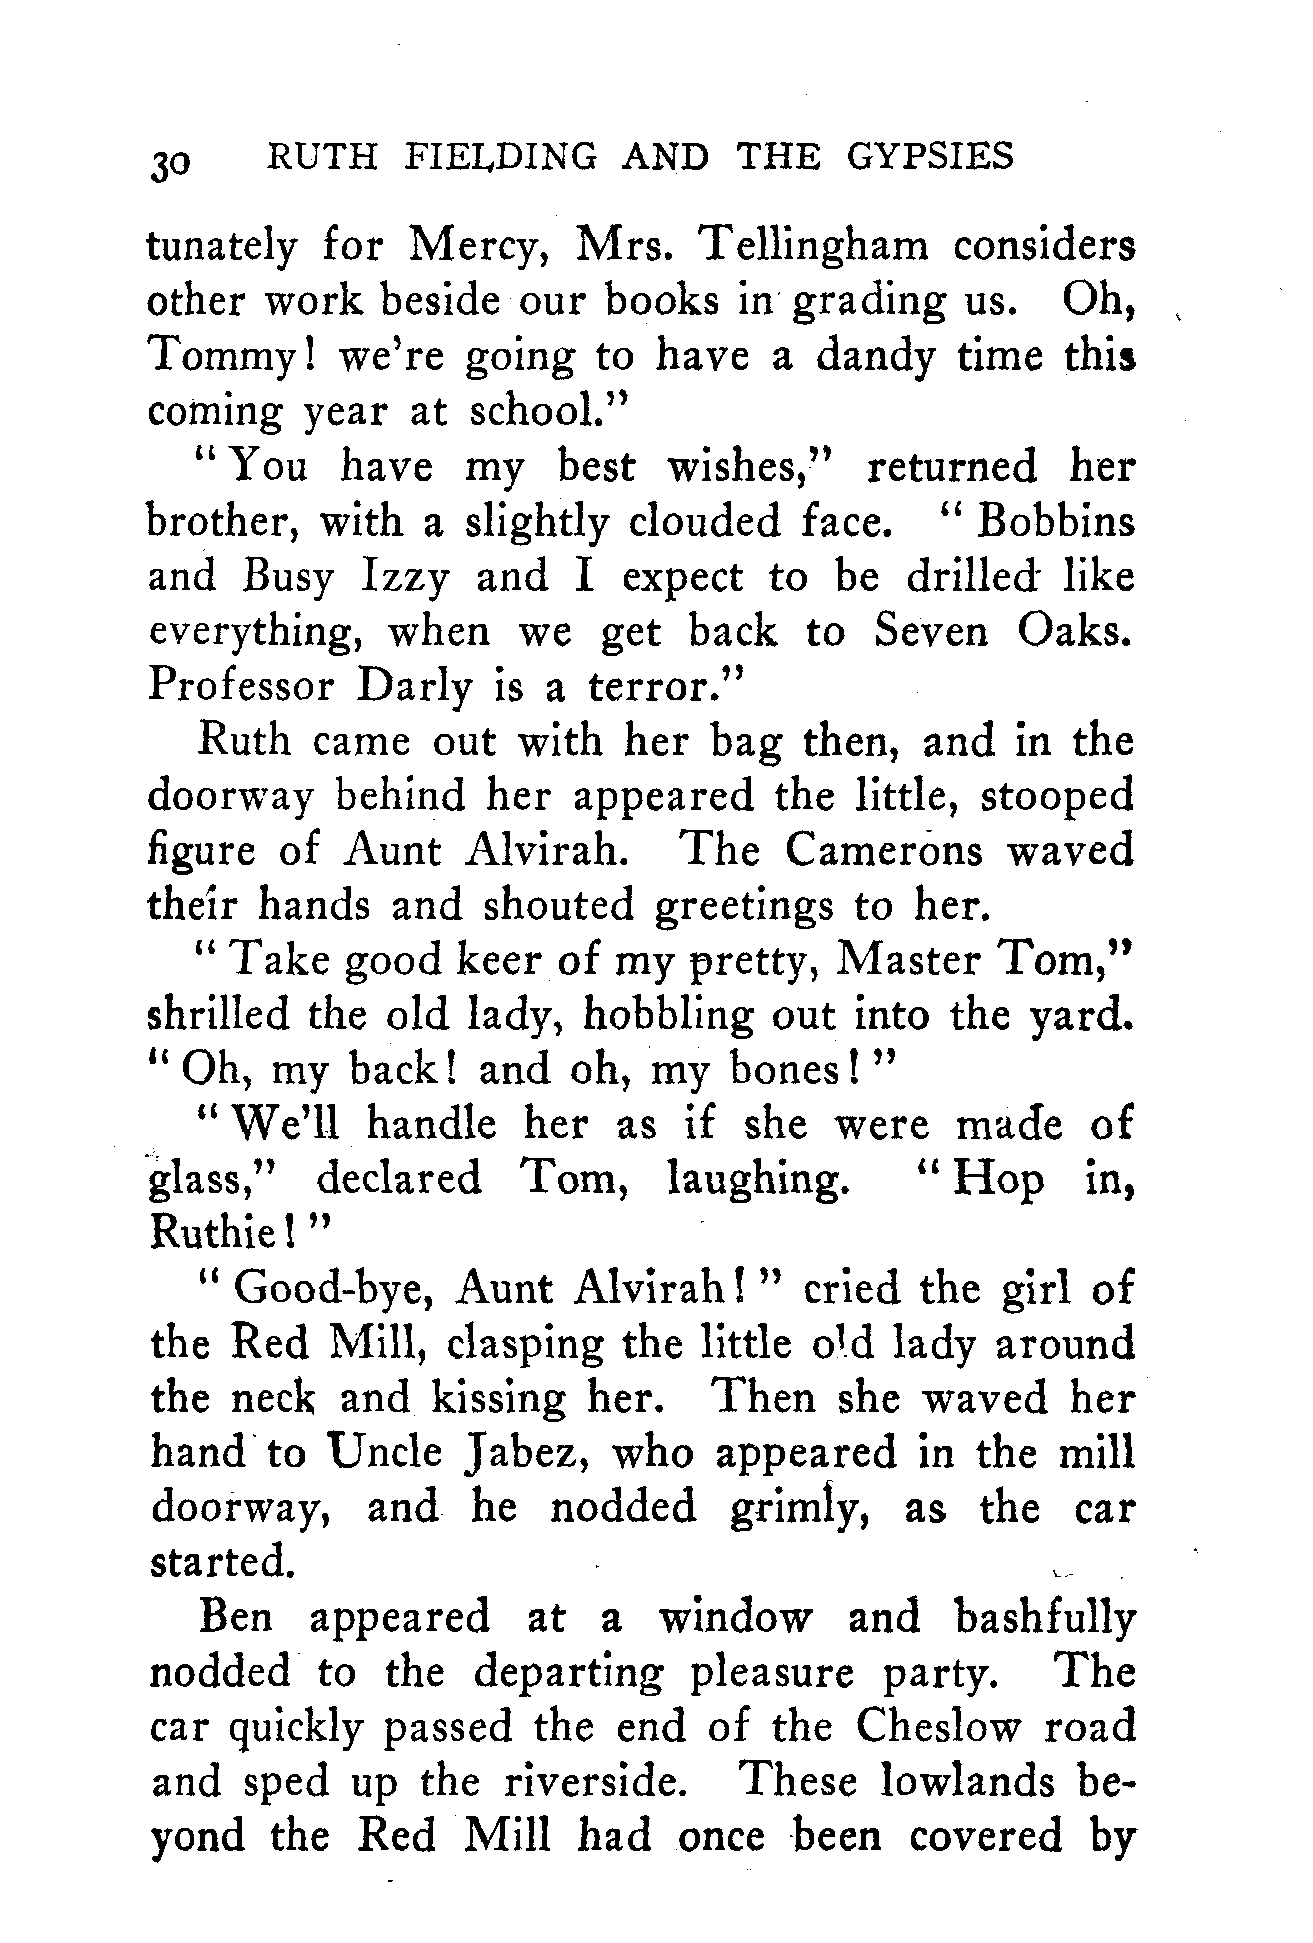 30 RUTH FIELDING AND THE GYPSIES
tunately for Mercy, Mrs. Tellingham considers
other work beside our books in grading us. Oh,
Tommy! we're going to have a dandy time this
coming year at school."
"You have my best wishes," returned her
brother, with a slightly clouded face. "Bobbins
and Busy Izzy and I expect to be drilled like
everything, when we get back to Seven Oaks.
Professor Darly is a terror."
Ruth came out with her bag then, and in the
doorway behind her appeared the little, stooped
figure of Aunt Alvirah. The Camerons waved
their hands and shouted greetings to her.
"Take good keer of my pretty, Master Tom,"
shrilled the old lady, hobbling out into the yard.
"Oh, my back! and oh, my bones!"
"We'll handle her as if she were made of
glass," declared Tom, laughing. "Hop in,
Ruthie!"
"Good-bye, Aunt Alvirah!" cried the girl of
the Red Mill, clasping the little old lady around
the neck and kissing her. Then she waved her
hand to Uncle Jabez, who appeared in the mill
doorway, and he nodded grimly, as the car
started.
Ben appeared at a window and bashfully
nodded to the departing pleasure party. The
car quickly passed the end of the Cheslow road
and sped up the riverside. These lowlands be-
yond the Red Mill had once been covered by